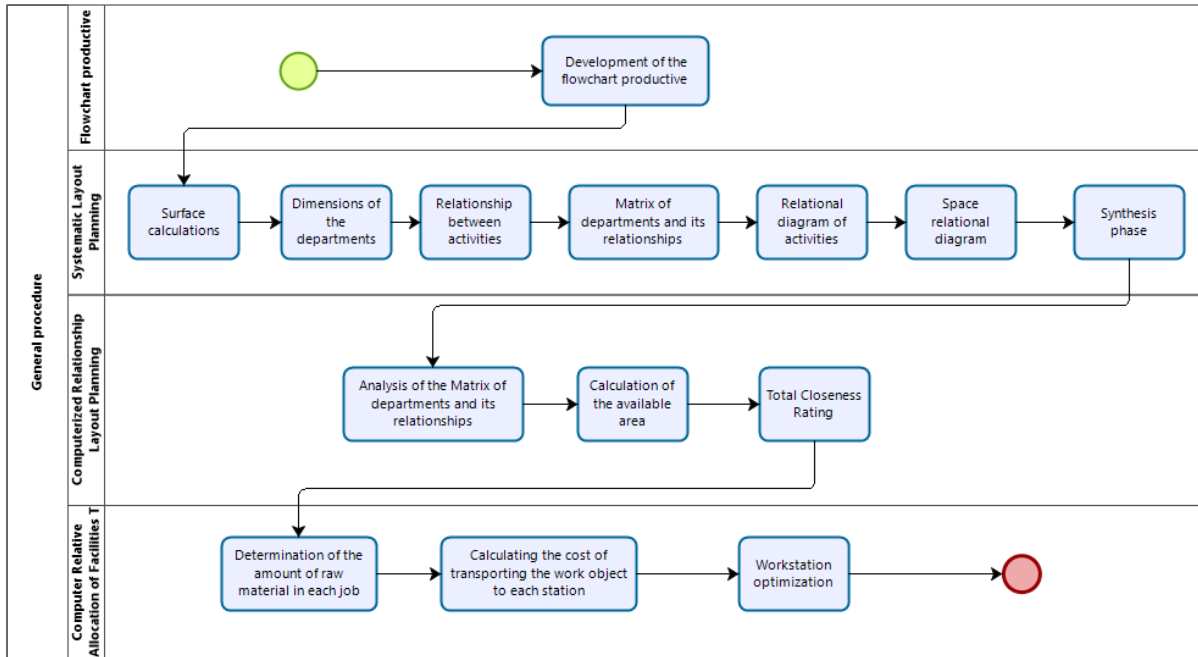 General procedure
Flowchart productive
Development of the
flowchart productive
Systematic Layout
Planning
Surface
calculations
Dimensions of
the
departments
Relationship
between
activities
Matrix of
departments and its
relationships
Relational
diagram of
activities
Space
relational
diagram
Synthesis
phase
Computerized Relationship
Layout Planning
Analysis of the Matrix of
departments and its
relationships
Calculation of
the available
area
Total Closeness
Rating
Computer Relative
Allocation of Facilities T
Determination of the
amount of raw
material in each job
Calculating the cost of
transporting the work object
to each station
Workstation
optimization